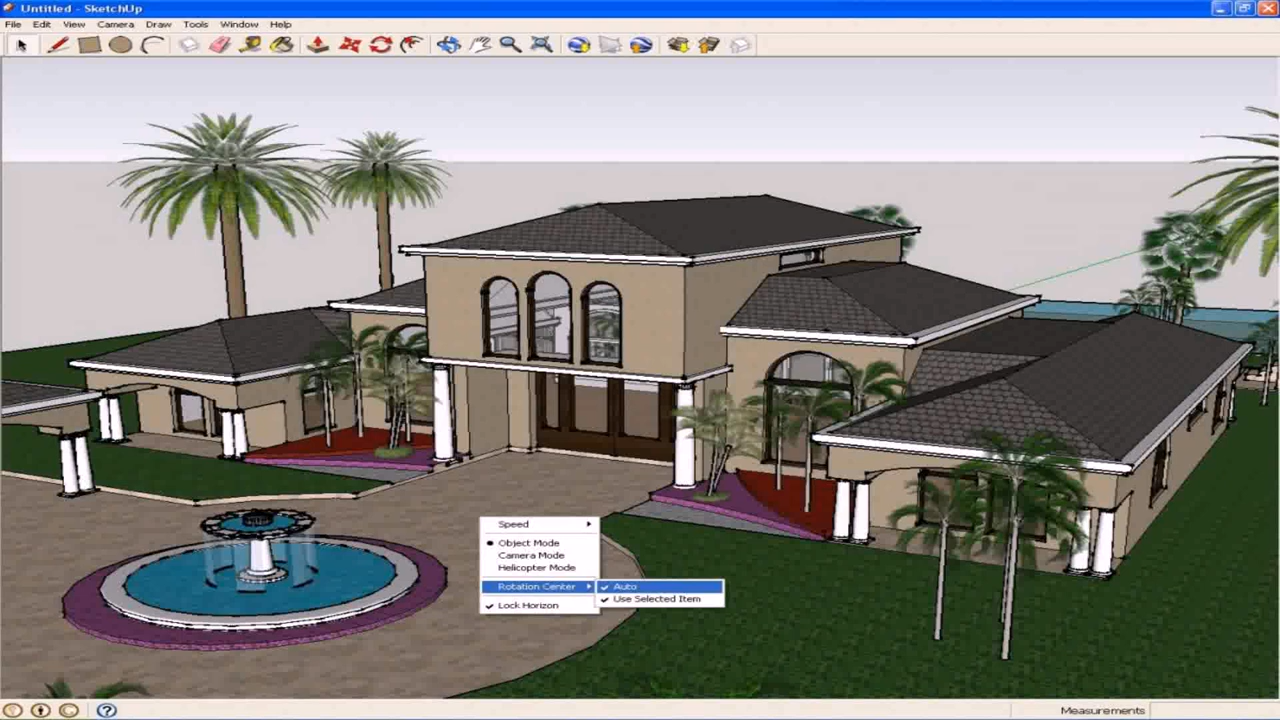 Untitled - SketchUp
File Edit View Camera Draw Tools Window Help
Speed
Object Mode
Camera Mode
Helicopter Mode
Rotation Center
Auto
Use Selected Item
Lock Horizon
Measurements